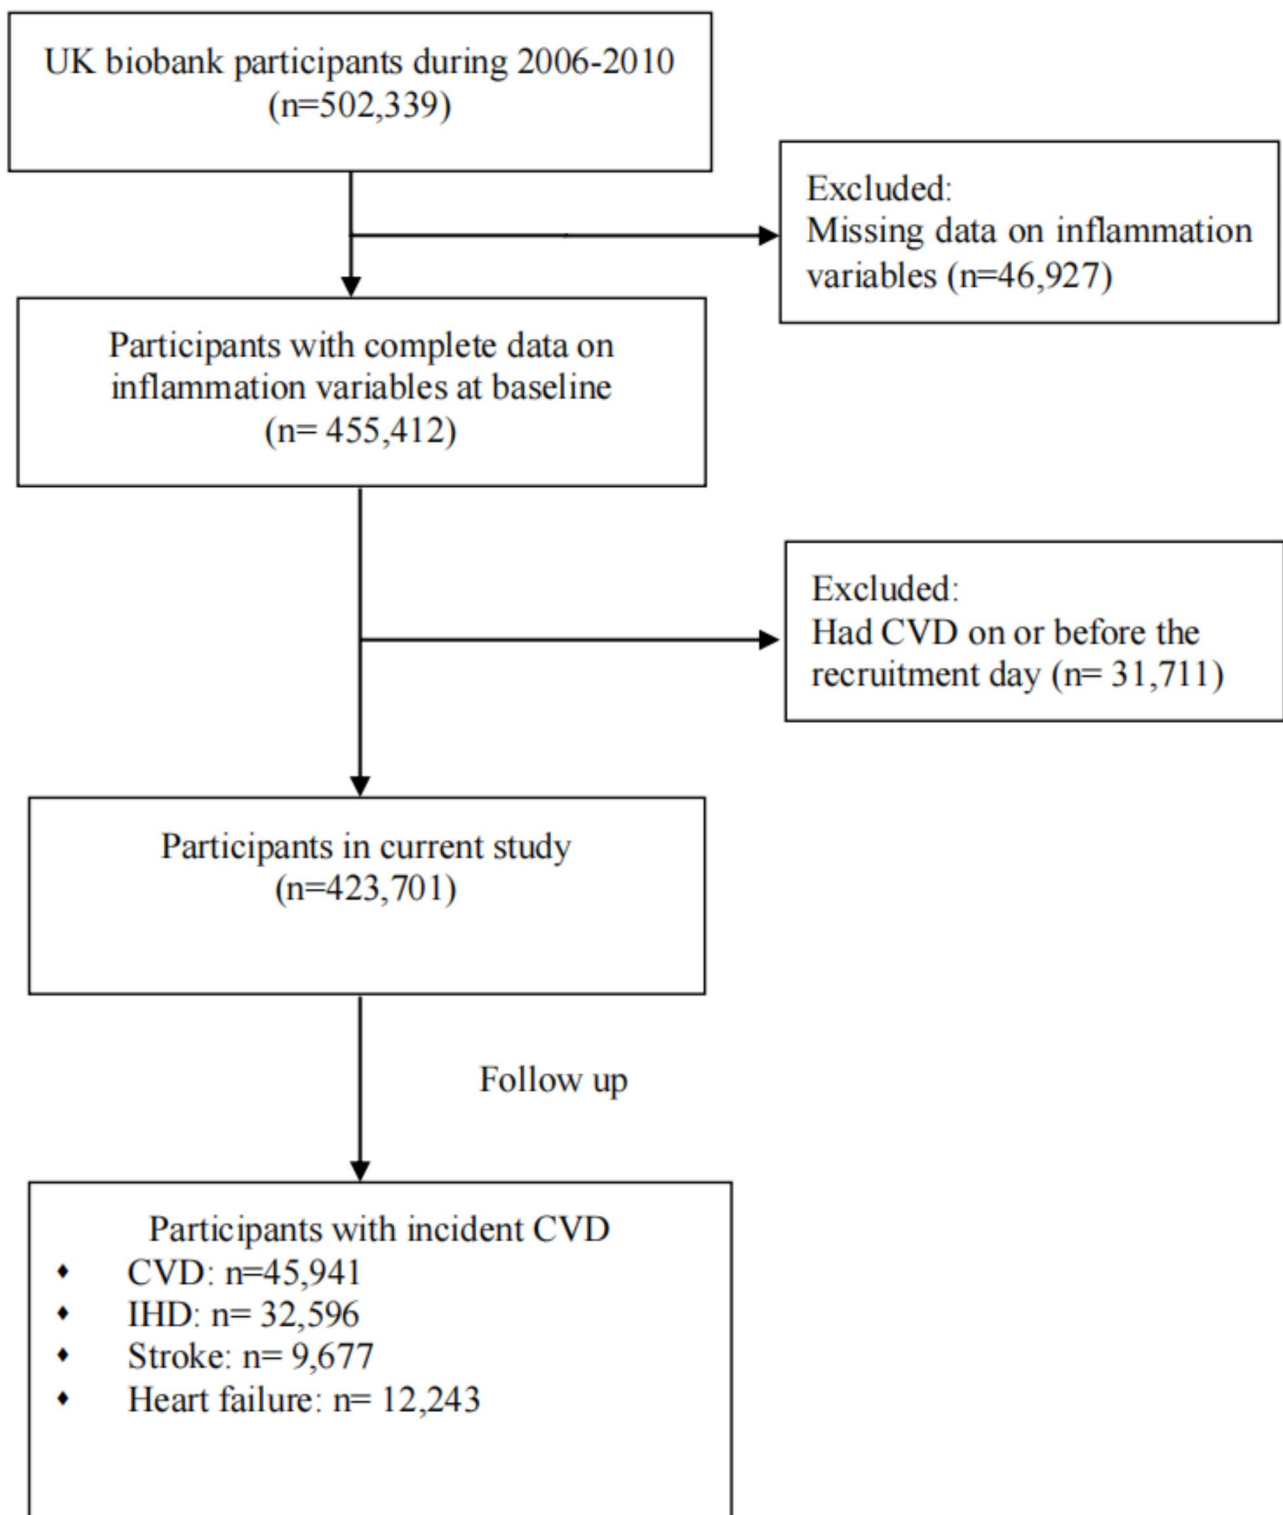 UK biobank participants during 2006-2010
(n=502,339)
Excluded:
Missing data on inflammation
variables (n=46,927)
Participants with complete data on
inflammation variables at baseline
(n= 455,412)
Excluded:
Had CVD on or before the
recruitment day (n= 31,711)
Participants in current study
(n=423,701)
Follow up
Participants with incident CVD
♦ CVD: n=45,941
♦ IHD: n= 32,596
♦ Stroke: n= 9,677
♦ Heart failure: n= 12,243